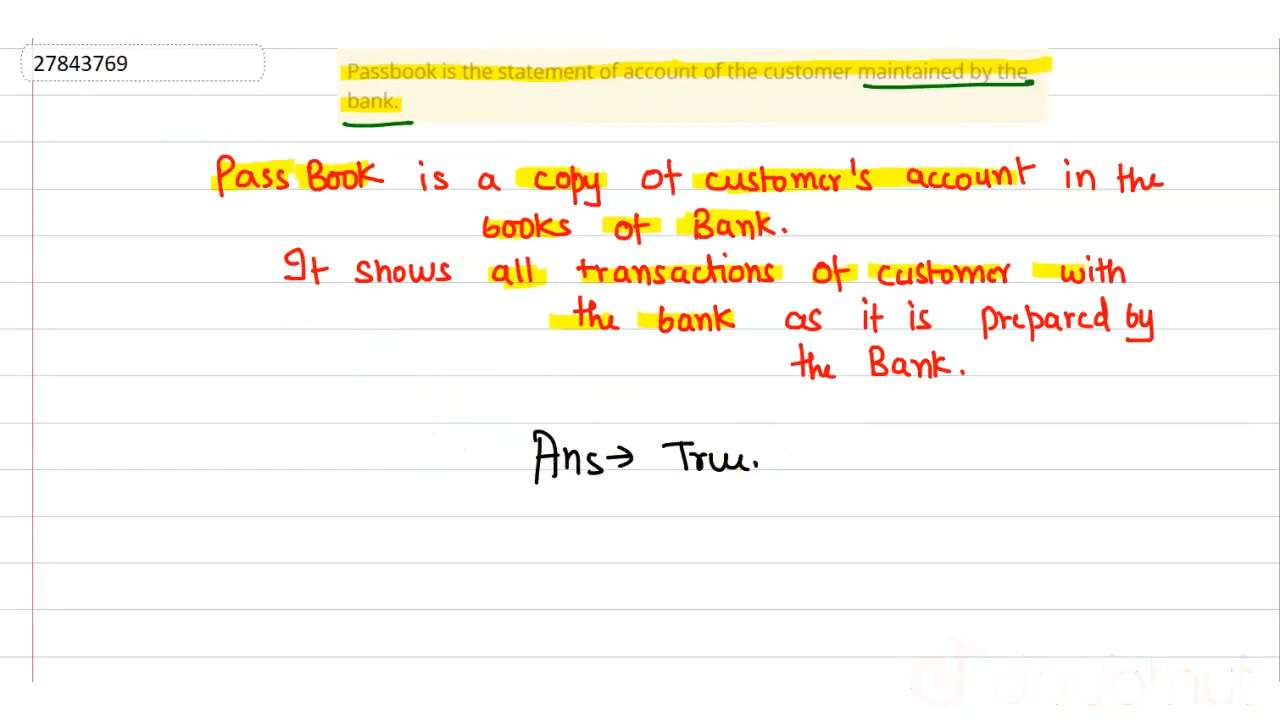 27843769
Passbook is the statement of account of the customer maintained by the
bank.
Pass Book is a copy of customer's account in the
books of Bank.
It shows all transactions of customer with
the bank as it is prepared by
the Bank.
Ans → True.
doubtnut